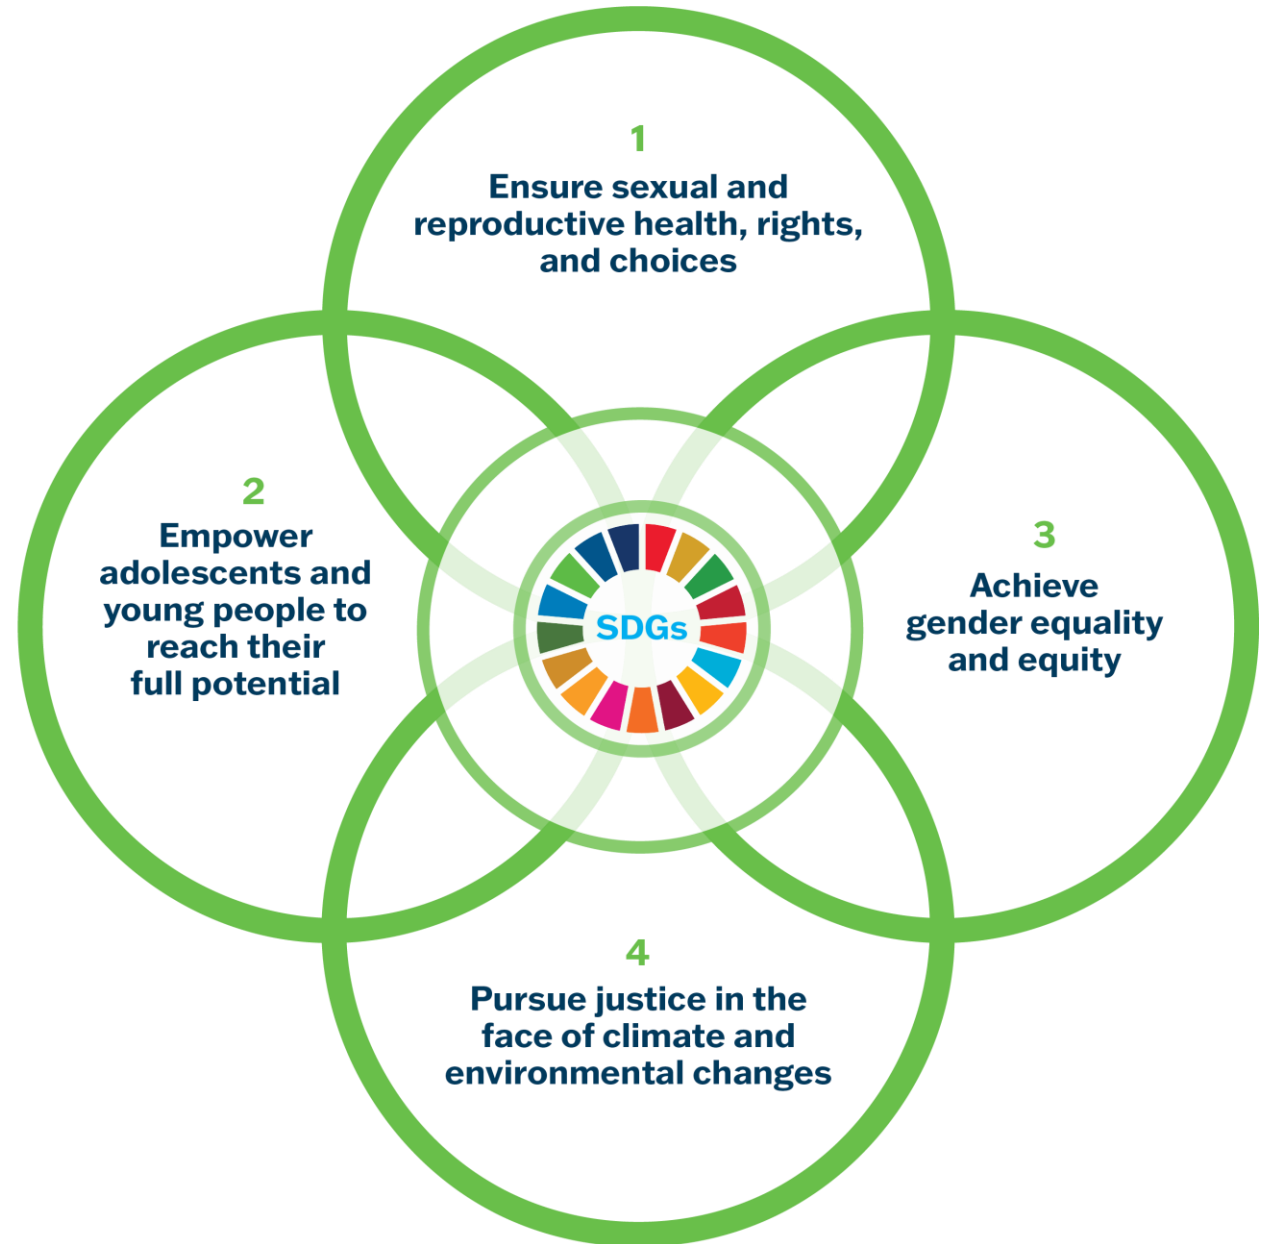 1
Ensure sexual and
reproductive health, rights,
and choices
2
Empower
adolescents and
young people to
reach their
full potential
3
Achieve
gender equality
and equity
SDGs
4
Pursue justice in the
face of climate and
environmental changes